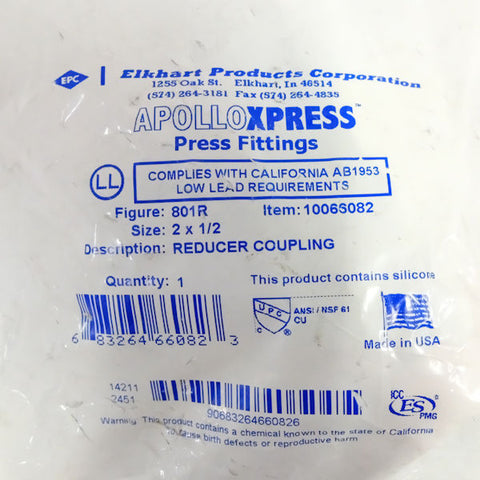 EPC Elkhart Products Corporation
1255 Oak St. Elkhart, In 46514
(574) 264-3181 Fax (574) 264-4835
APOLLOXPRESS™
Press Fittings
LL COMPLIES WITH CALIFORNIA AB1953
LOW LEAD REQUIREMENTS
Figure: 801R Item: 10066082
Size: 2 x 1/2
Description: REDUCER COUPLING
Quantity: 1 This product contains silicone
6 83264 66082 3
UPC ANSI / NSF 61
CU
Made in USA
14211
2451
90683264660826
ICC
ES
PMG
Warning: This product contains a chemical known to the state of California
to cause birth defects or reproductive harm